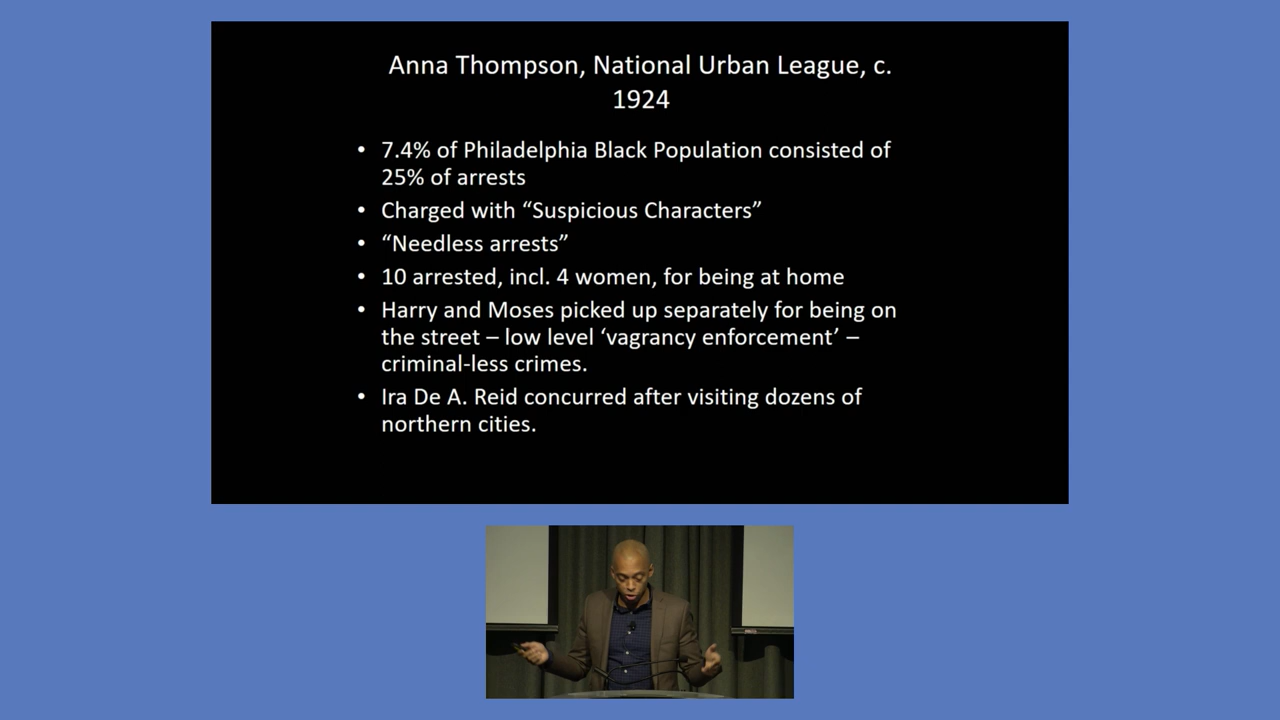 Anna Thompson, National Urban League, c.
1924
• 7.4% of Philadelphia Black Population consisted of
25% of arrests
• Charged with “Suspicious Characters”
• “Needless arrests”
• 10 arrested, incl. 4 women, for being at home
• Harry and Moses picked up separately for being on
the street – low level ‘vagrancy enforcement’ –
criminal-less crimes.
• Ira De A. Reid concurred after visiting dozens of
northern cities.